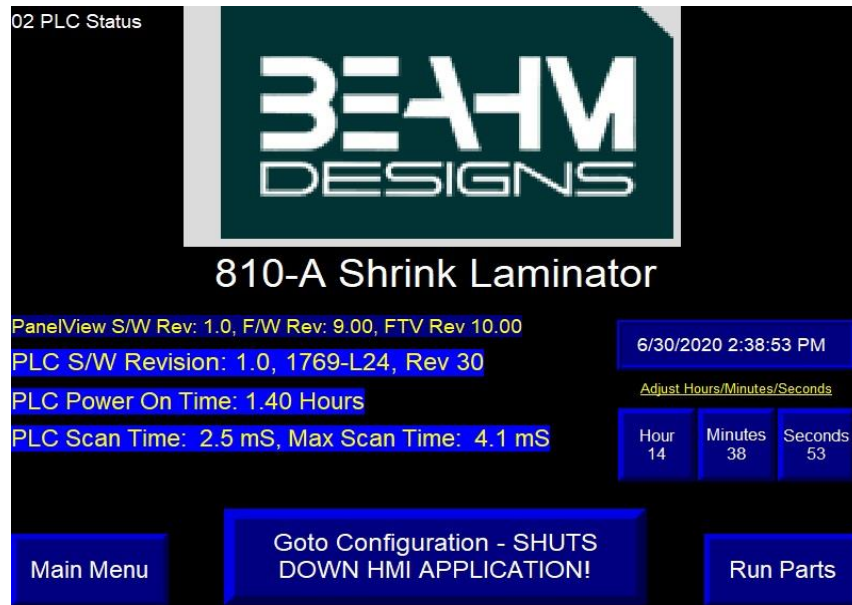 02 PLC Status
BEAHM
DESIGNS
810-A Shrink Laminator
PanelView S/W Rev: 1.0, F/W Rev: 9.00, FTV Rev 10.00
6/30/2020 2:38:53 PM
PLC S/W Revision: 1.0, 1769-L24, Rev 30
Adjust Hours/Minutes/Seconds
PLC Power On Time: 1.40 Hours
PLC Scan Time: 2.5 mS, Max Scan Time: 4.1 mS
Hour
14
Minutes
38
Seconds
53
Main Menu
Goto Configuration - SHUTS
DOWN HMI APPLICATION!
Run Parts